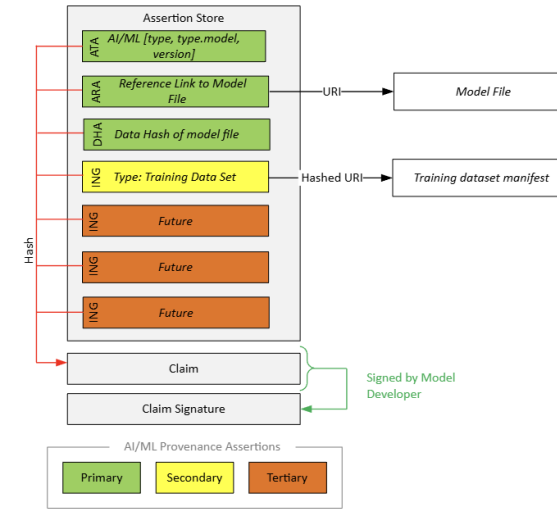 Assertion Store
ATA
AI/ML [type, type.model,
version]
ARA
Reference Link to Model
File
URI
Model File
DHA
Data Hash of model file
ING
Type: Training Data Set
Hashed URI
Training dataset manifest
ING
Future
Hash
ING
Future
ING
Future
Claim
Signed by Model
Developer
Claim Signature
AI/ML Provenance Assertions
Primary
Secondary
Tertiary